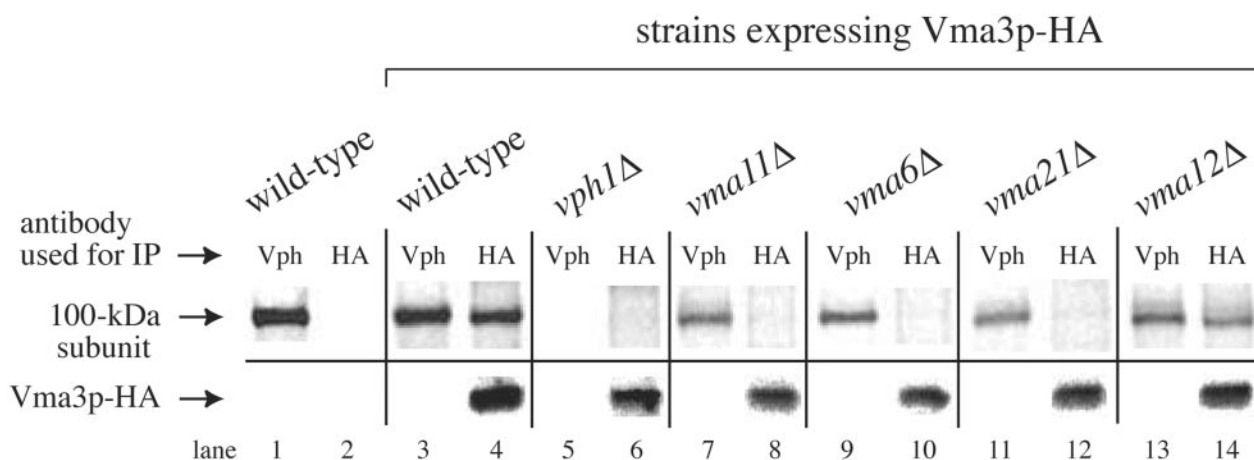 strains expressing Vma3p-HA
wild-type wild-type vph1Δ vma11Δ vma6Δ vma21Δ vma12Δ
antibody
used for IP → Vph HA Vph HA Vph HA Vph HA Vph HA Vph HA Vph HA
100-kDa →
subunit
Vma3p-HA →
lane 1 2 3 4 5 6 7 8 9 10 11 12 13 14